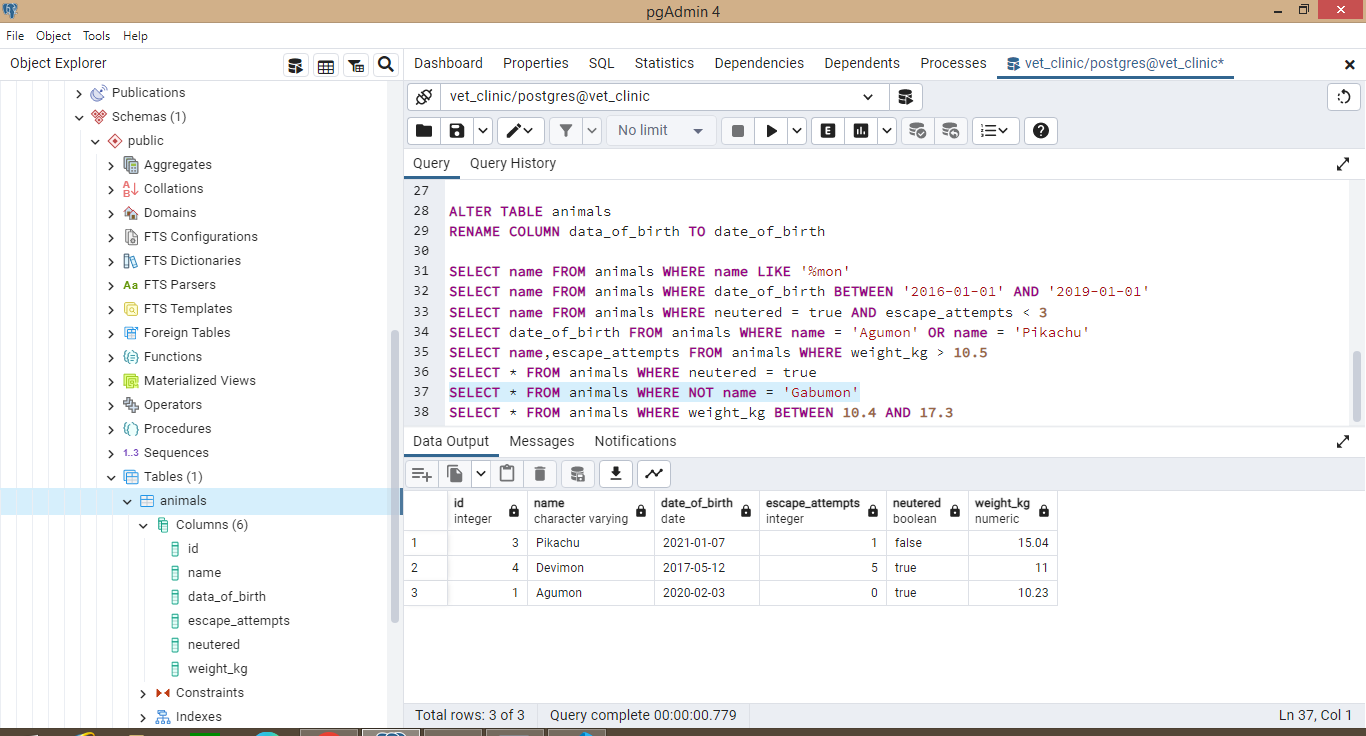 pgAdmin 4
File Object Tools Help
Object Explorer
Dashboard Properties SQL Statistics Dependencies Dependents Processes vet_clinic/postgres@vet_clinic*
Publications
Schemas (1)
public
Aggregates
Collations
Domains
FTS Configurations
FTS Dictionaries
Aa FTS Parsers
FTS Templates
Foreign Tables
Functions
Materialized Views
Operators
Procedures
1..3 Sequences
Tables (1)
animals
Columns (6)
id
name
data_of_birth
escape_attempts
neutered
weight_kg
Constraints
Indexes
vet_clinic/postgres@vet_clinic
No limit
E
Query Query History
27
28 ALTER TABLE animals
29 RENAME COLUMN data_of_birth TO date_of_birth
30
31 SELECT name FROM animals WHERE name LIKE '%mon'
32 SELECT name FROM animals WHERE date_of_birth BETWEEN '2016-01-01' AND '2019-01-01'
33 SELECT name FROM animals WHERE neutered = true AND escape_attempts < 3
34 SELECT date_of_birth FROM animals WHERE name = 'Agumon' OR name = 'Pikachu'
35 SELECT name,escape_attempts FROM animals WHERE weight_kg > 10.5
36 SELECT * FROM animals WHERE neutered = true
37 SELECT * FROM animals WHERE NOT name = 'Gabumon'
38 SELECT * FROM animals WHERE weight_kg BETWEEN 10.4 AND 17.3
Data Output Messages Notifications
id name date_of_birth escape_attempts neutered weight_kg
integer character varying date integer boolean numeric
1 3 Pikachu 2021-01-07 1 false 15.04
2 4 Devimon 2017-05-12 5 true 11
3 1 Agumon 2020-02-03 0 true 10.23
Total rows: 3 of 3 Query complete 00:00:00.779 Ln 37, Col 1